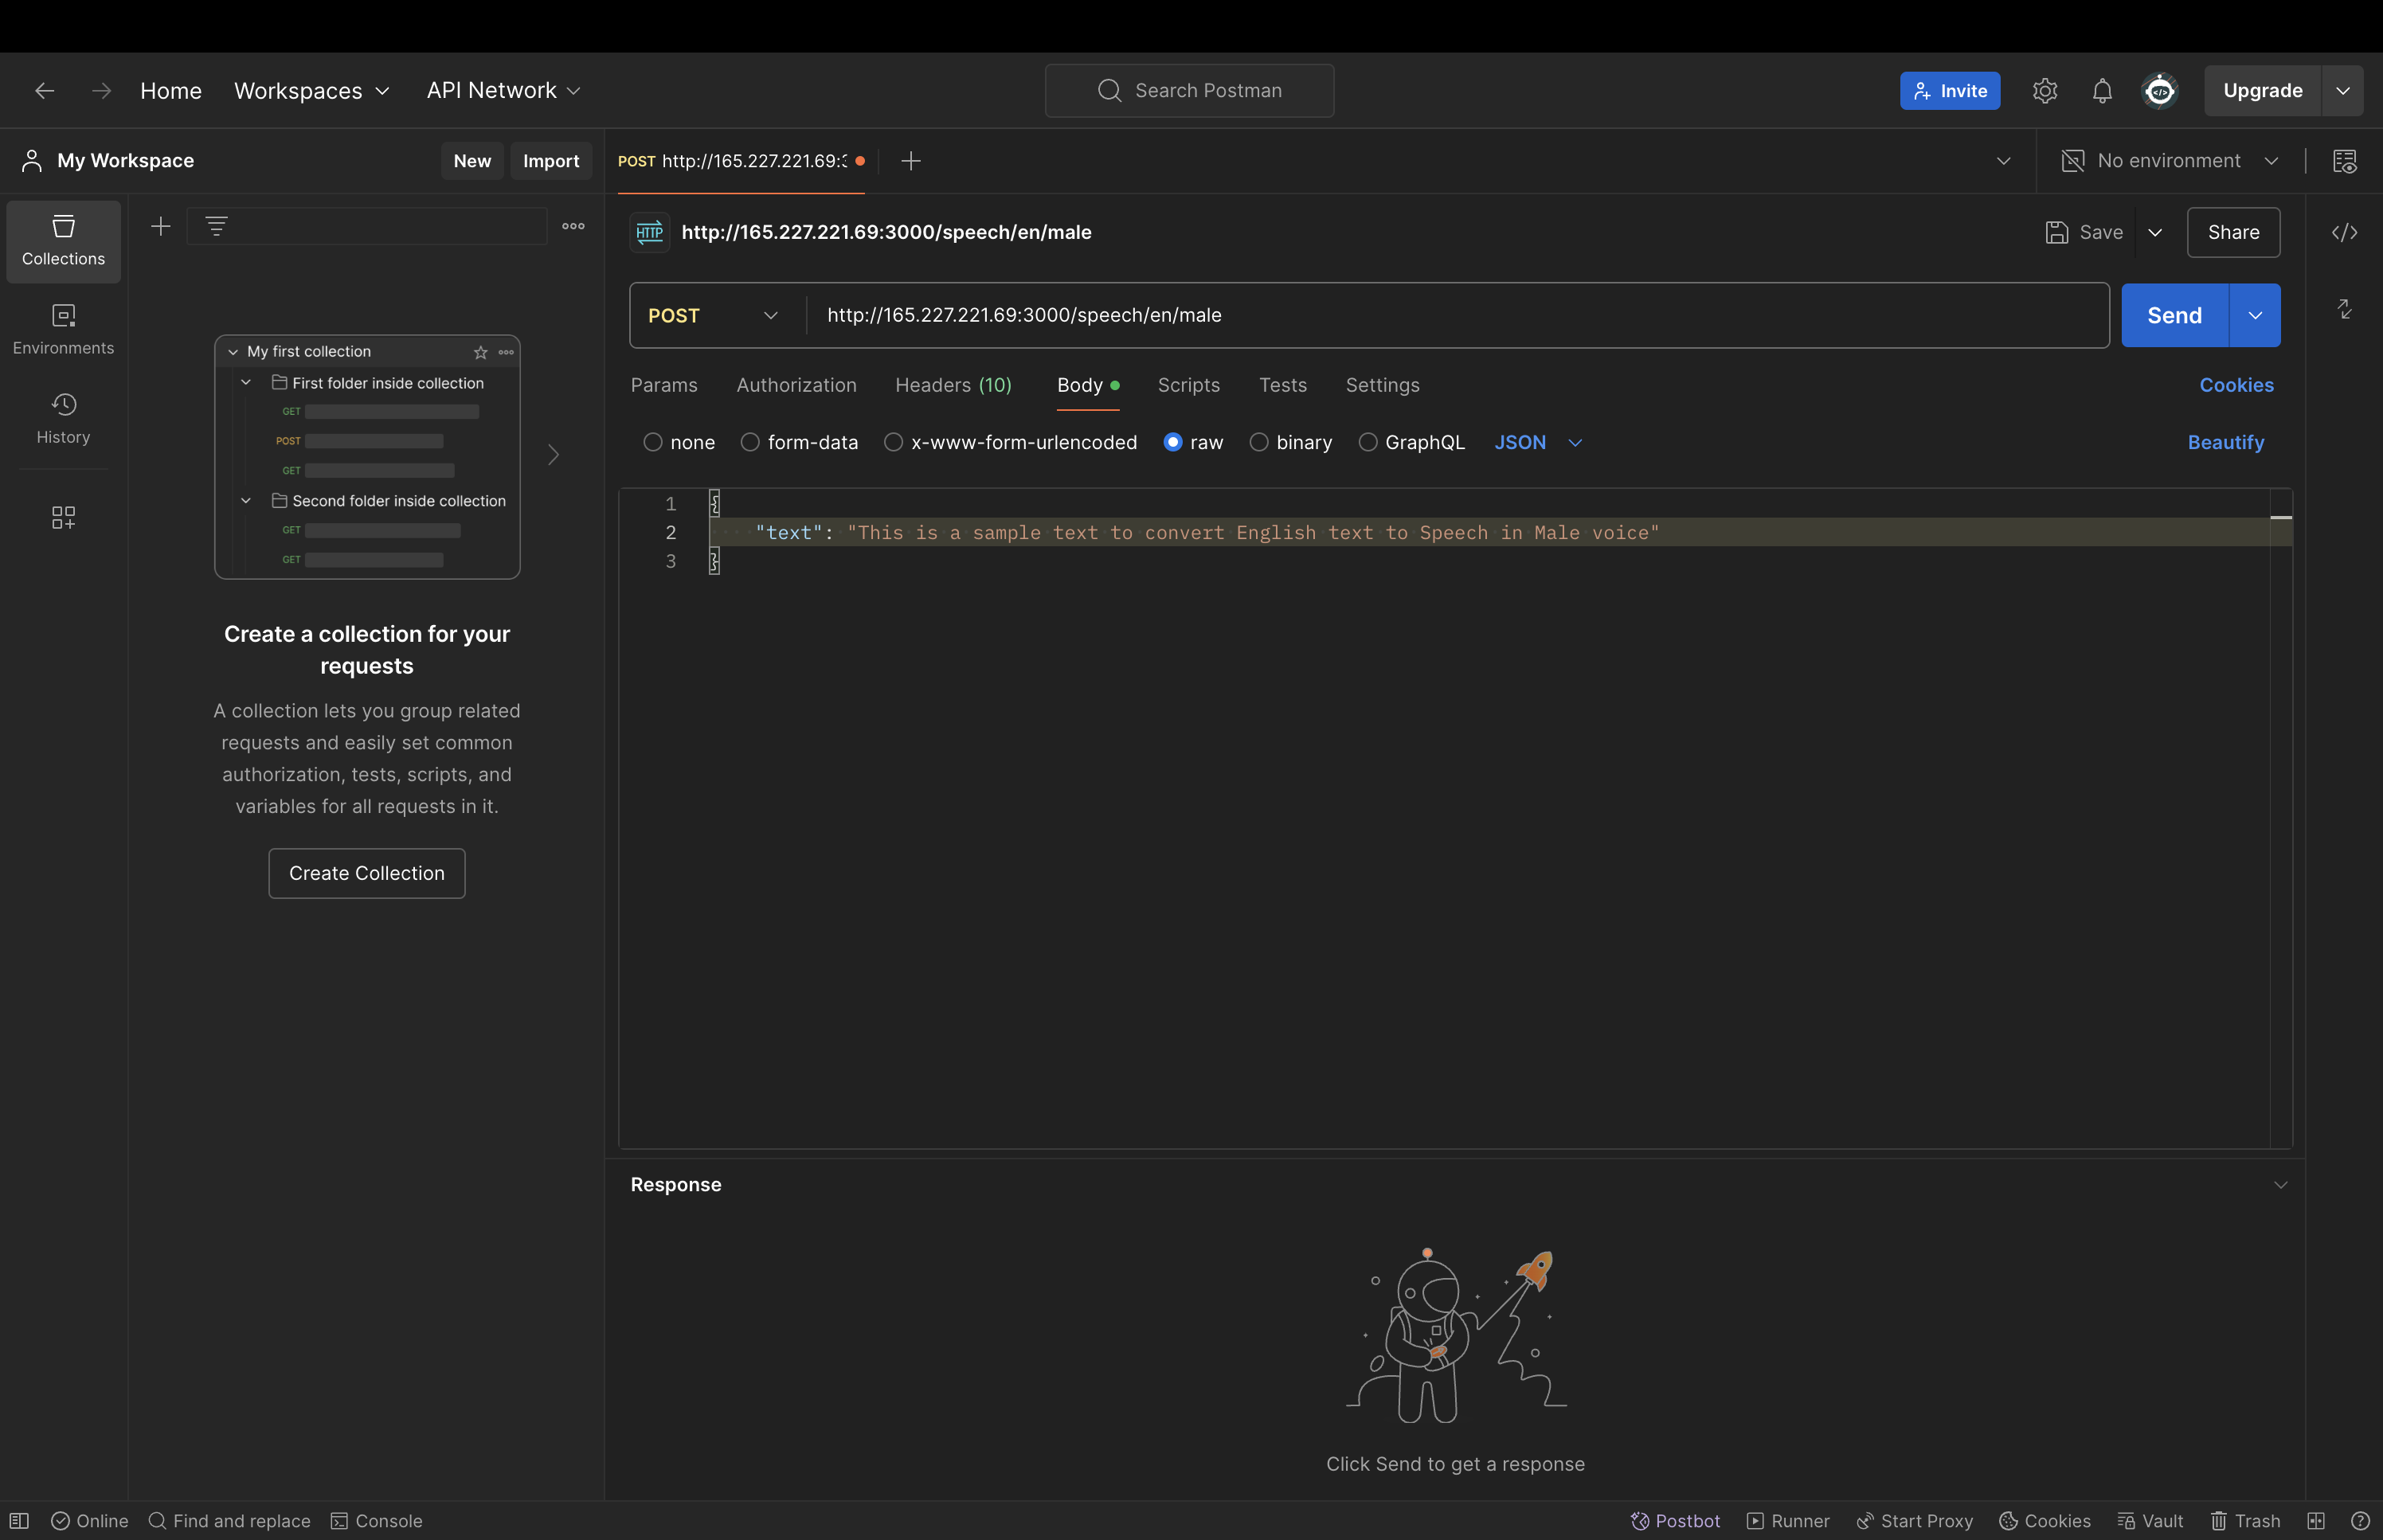 Home Workspaces API Network Search Postman Invite Upgrade
My Workspace New Import
POST http://165.227.221.69:3 No environment
Collections
Environments
History
My first collection
First folder inside collection
GET
POST
GET
Second folder inside collection
GET
GET
Create a collection for your
requests
A collection lets you group related
requests and easily set common
authorization, tests, scripts, and
variables for all requests in it.
Create Collection
HTTP http://165.227.221.69:3000/speech/en/male Save Share
POST http://165.227.221.69:3000/speech/en/male Send
Params Authorization Headers (10) Body Scripts Tests Settings Cookies
none form-data x-www-form-urlencoded raw binary GraphQL JSON Beautify
1 {
2 "text": "This is a sample text to convert English text to Speech in Male voice"
3 }
Response
Click Send to get a response
Online Find and replace Console Postbot Runner Start Proxy Cookies Vault Trash